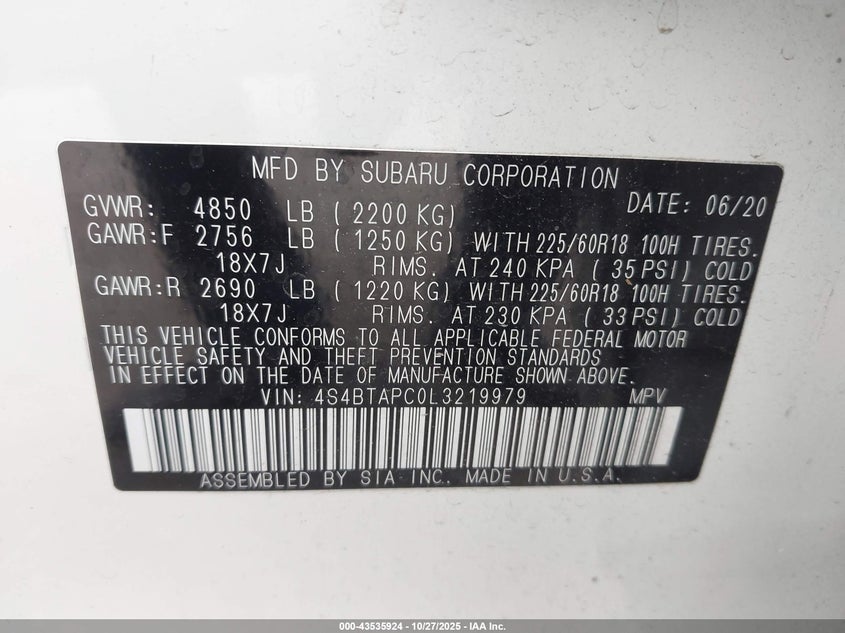 MFD BY SUBARU CORPORATION
DATE: 06/20
GVWR: 4850 LB ( 2200 KG)
GAWR:F 2756 LB ( 1250 KG) WITH 225/60R18 100H TIRES.
18X7J RIMS. AT 240 KPA ( 35 PSI) COLD
GAWR:R 2690 LB ( 1220 KG) WITH 225/60R18 100H TIRES.
18X7J RIMS. AT 230 KPA ( 33 PSI) COLD
THIS VEHICLE CONFORMS TO ALL APPLICABLE FEDERAL MOTOR
VEHICLE SAFETY AND THEFT PREVENTION STANDARDS
IN EFFECT ON THE DATE OF MANUFACTURE SHOWN ABOVE.
VIN: 4S4BTAPC0L3219979 MPV
ASSEMBLED BY SIA INC. MADE IN U.S.A.
000-43535924 - 10/27/2025 - IAA Inc.